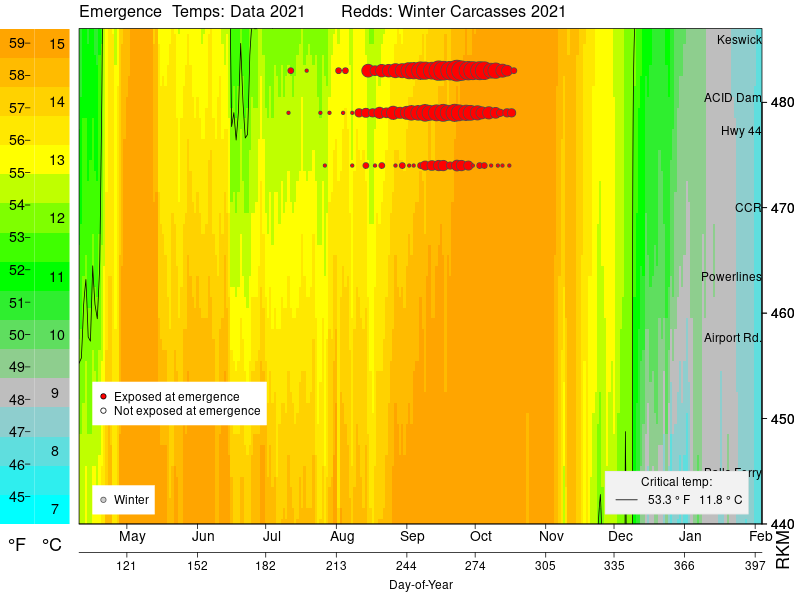 Emergence Temps: Data 2021 Redds: Winter Carcasses 2021
59 15
58
57 14
56
55 13
54
53 12
52
51 11
50 10
49
48 9
47
46 8
45
7
°F °C
Keswick
ACID Dam
Hwy 44
CCR
Powerlines
Airport Rd.
Balls Ferry
480
470
460
450
440
RKM
Exposed at emergence
Not exposed at emergence
Winter
Critical temp:
53.3 ° F 11.8 ° C
May Jun Jul Aug Sep Oct Nov Dec Jan Feb
121 152 182 213 244 274 305 335 366 397
Day-of-Year